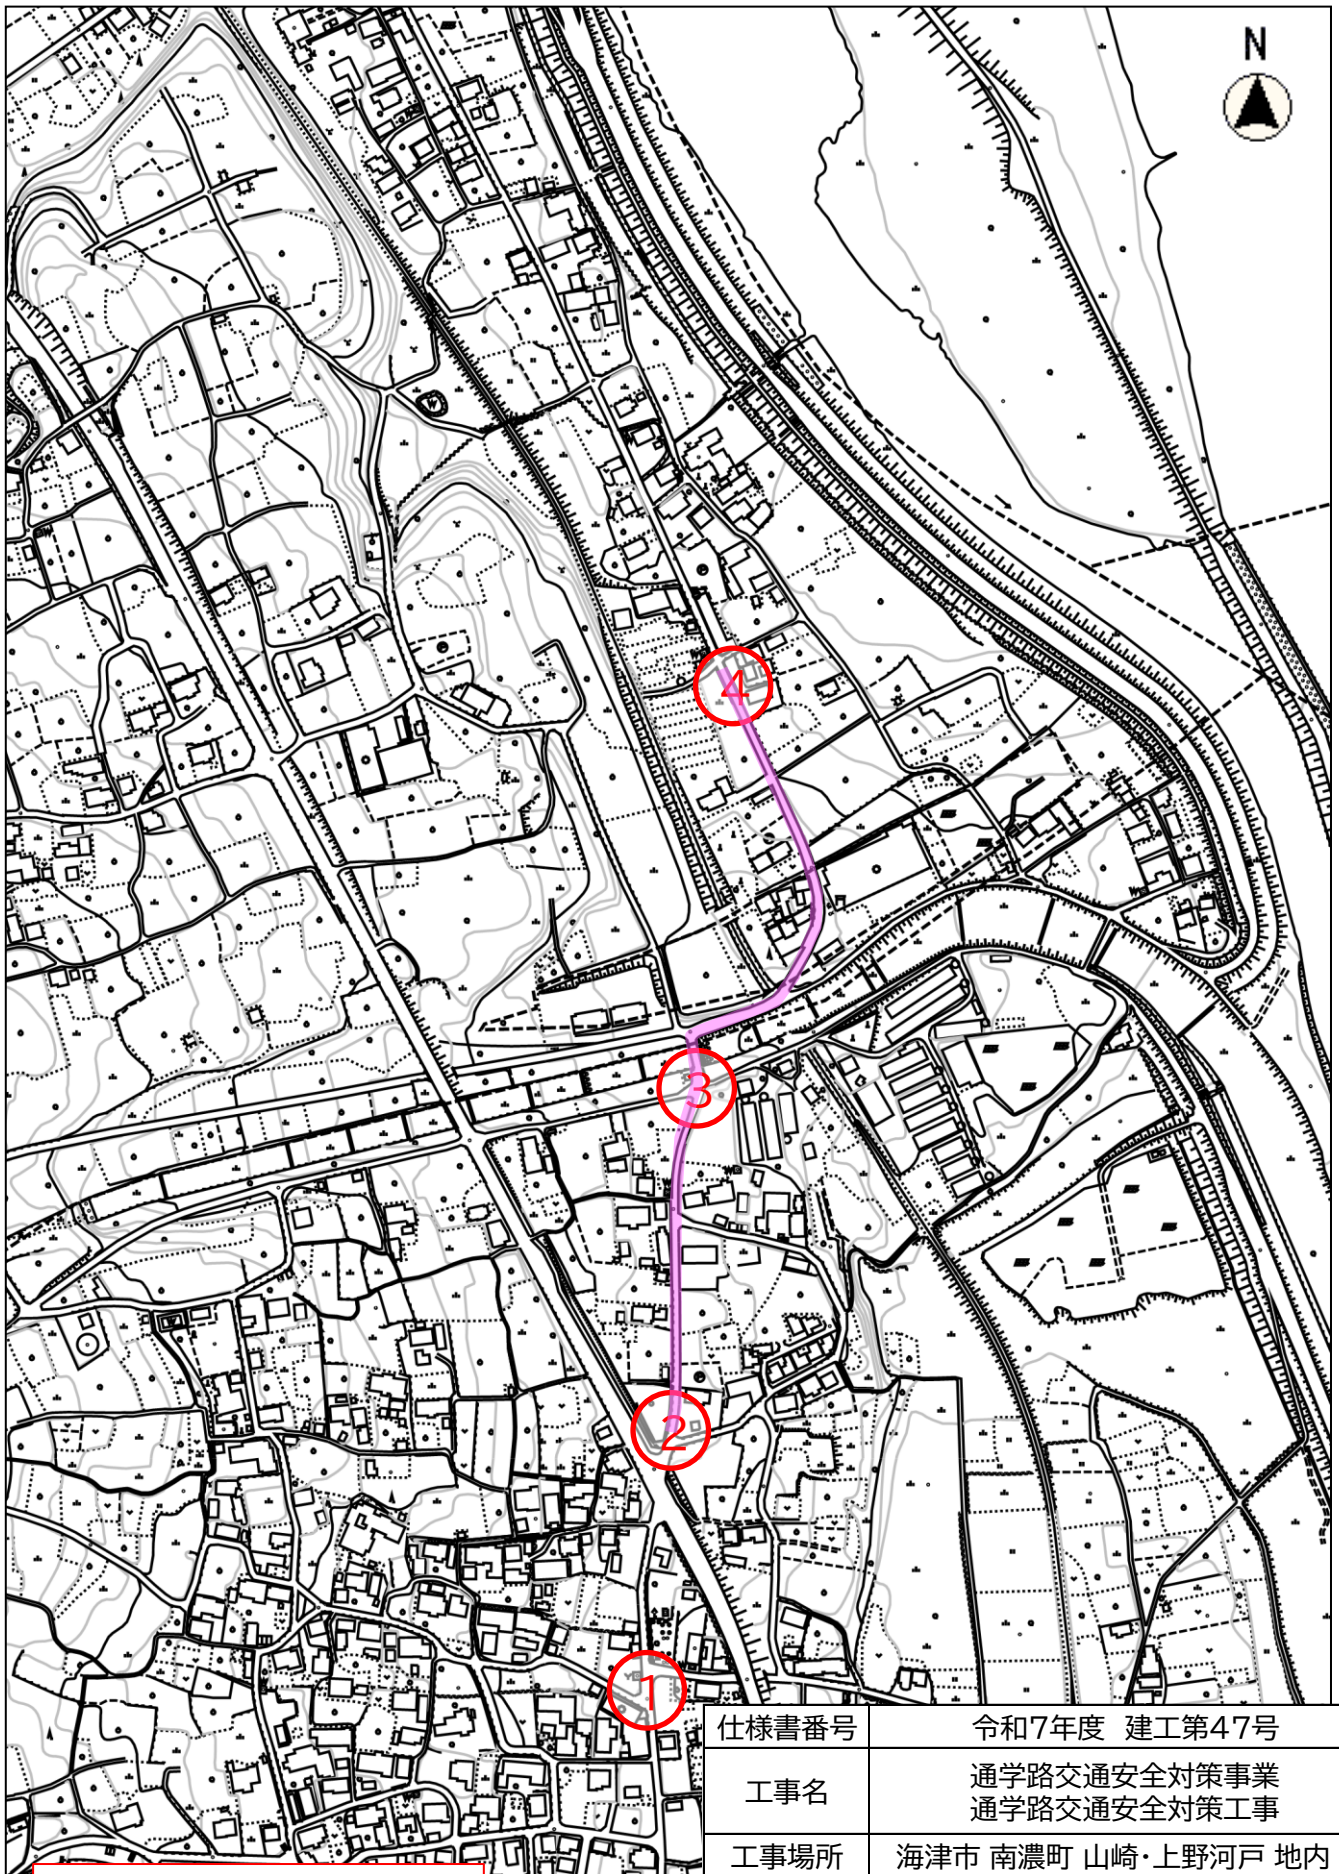 N
4
3
2
1
仕様書番号 令和7年度 建工第47号
工事名 通学路交通安全対策事業
通学路交通安全対策工事
工事場所 海津市 南濃町 山崎・上野河戸 地内